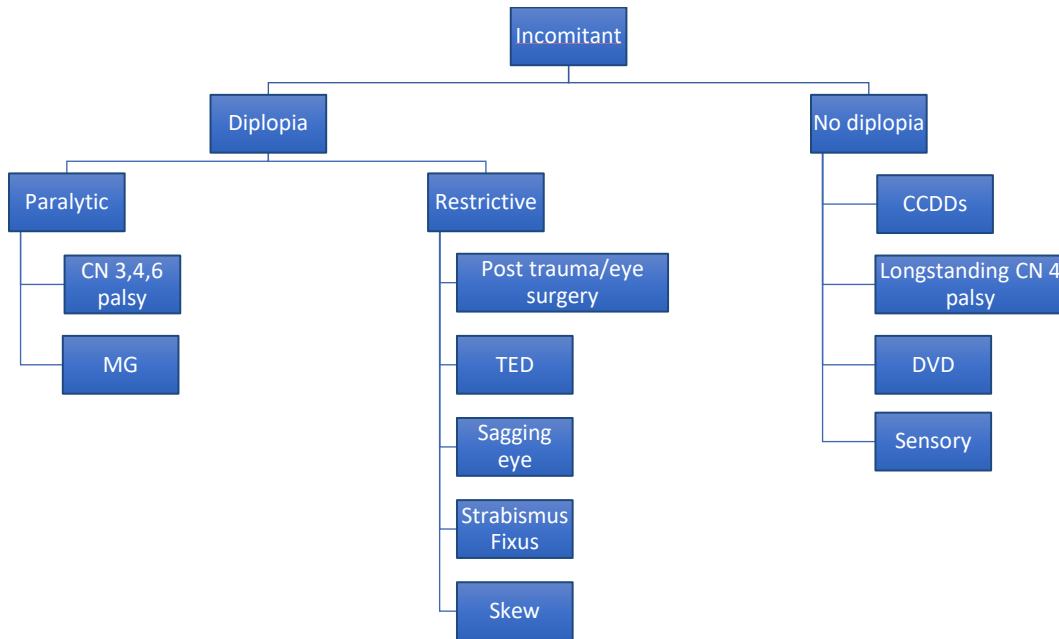 Incomitant
Diplopia
No diplopia
Paralytic
Restrictive
CCDDs
CN 3,4,6
palsy
Post trauma/eye
surgery
Longstanding CN 4
palsy
MG
TED
DVD
Sagging
eye
Sensory
Strabismus
Fixus
Skew